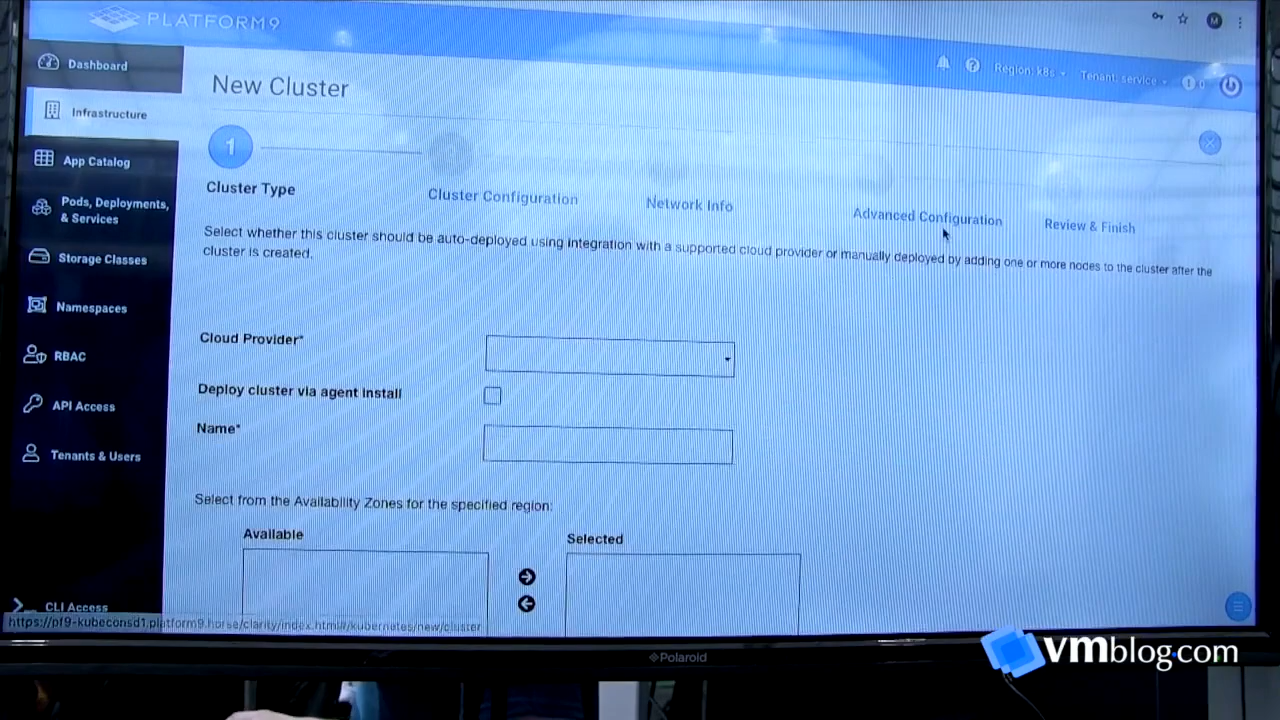 PLATFORM9
M
Dashboard
Region: k8s
Tenant: service
0
Infrastructure
New Cluster
App Catalog
1
Cluster Type
Cluster Configuration
Network Info
Advanced Configuration
Review & Finish
Pods, Deployments,
& Services
Select whether this cluster should be auto-deployed using integration with a supported cloud provider or manually deployed by adding one or more nodes to the cluster after the
cluster is created.
Storage Classes
Namespaces
Cloud Provider*
RBAC
Deploy cluster via agent install
API Access
Name*
Tenants & Users
Select from the Availability Zones for the specified region:
Available
Selected
CLI Access
https://pf9-kubeconsd1.platform9.horse/clarity/index.html#/kubernetes/new/cluster
Polaroid
vmblog.com